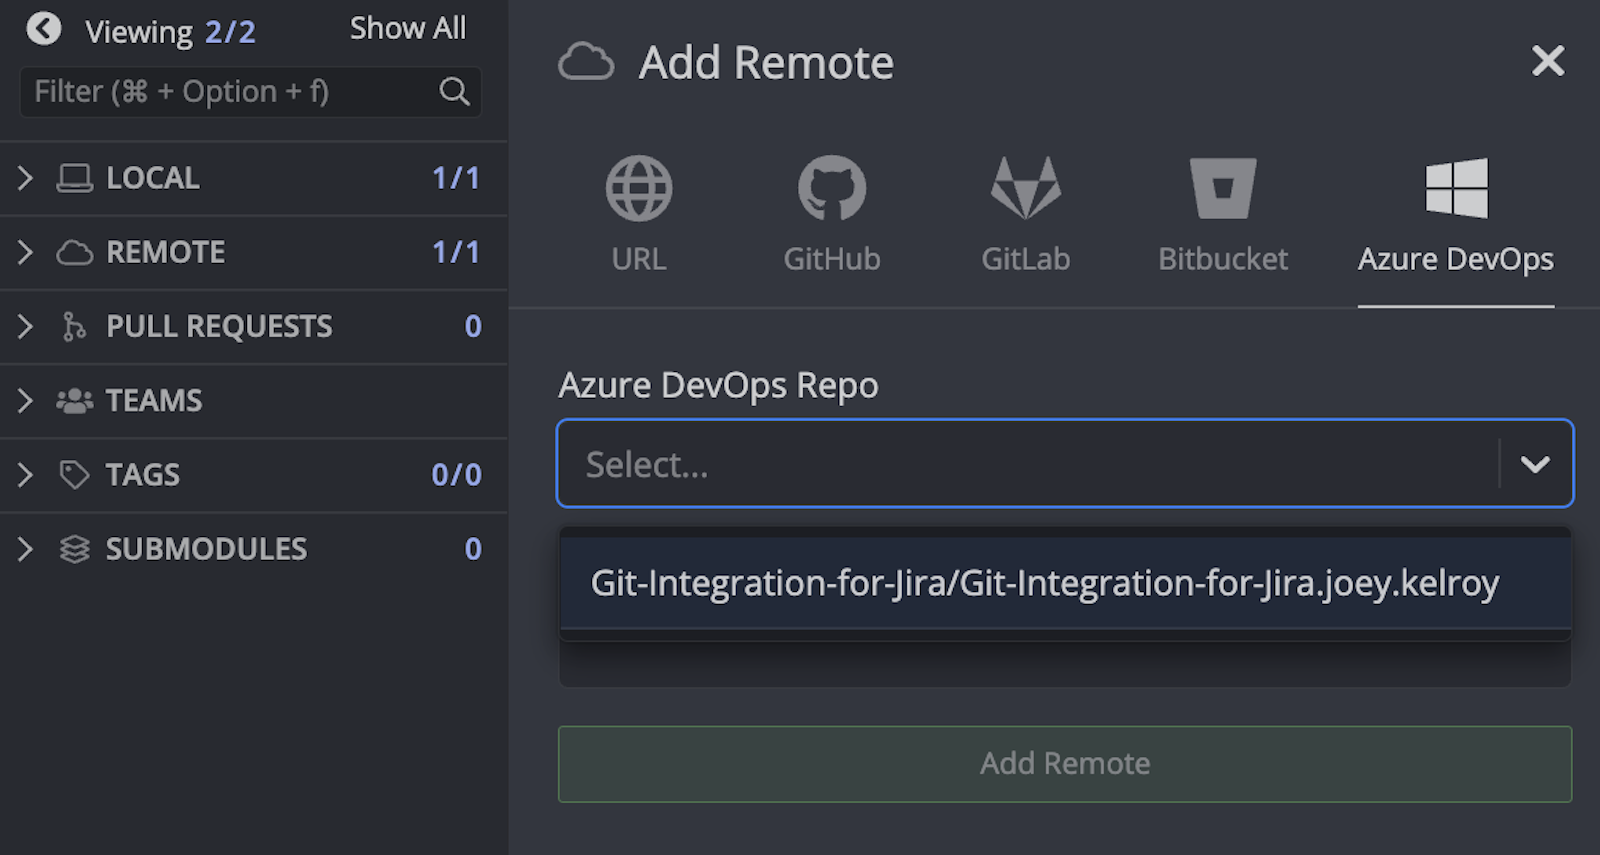 Viewing 2/2 Show All
Filter (⌘ + Option + f)
LOCAL 1/1
REMOTE 1/1
PULL REQUESTS 0
TEAMS
TAGS 0/0
SUBMODULES 0
Add Remote
URL GitHub GitLab Bitbucket Azure DevOps
Azure DevOps Repo
Select...
Git-Integration-for-Jira/Git-Integration-for-Jira.joey.kelroy
Add Remote